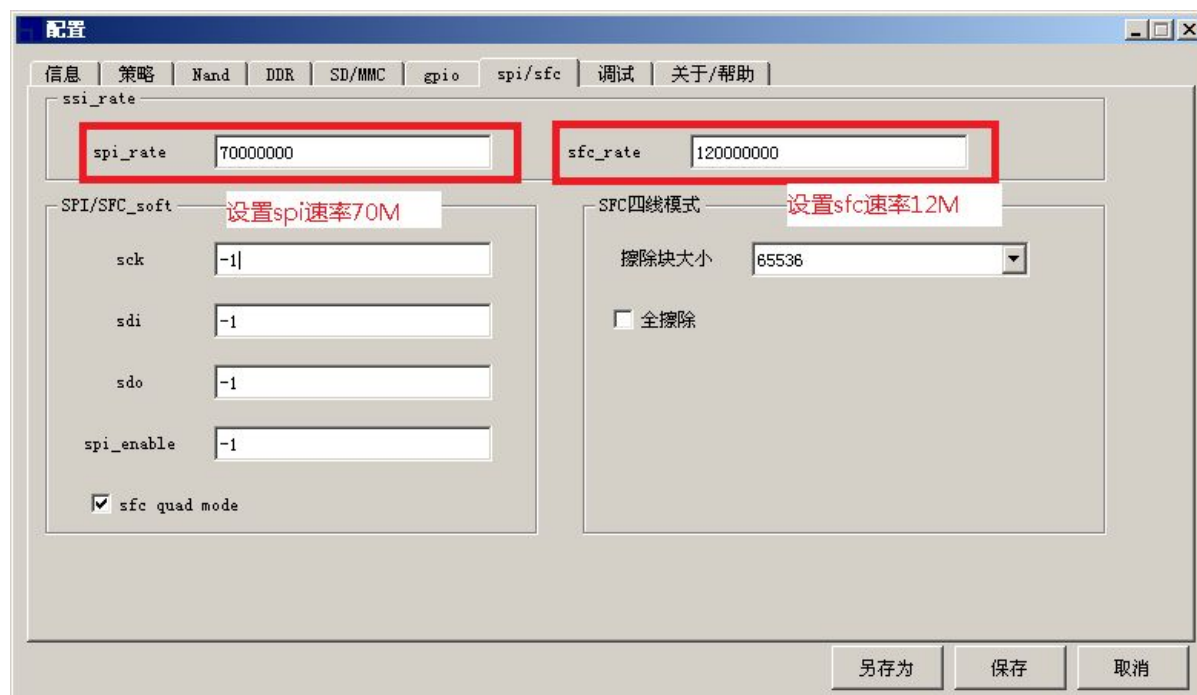 配置
信息 策略 Nand DDR SD/MMC gpio spi/sfc 调试 关于/帮助
ssi_rate
spi_rate 70000000 sfc_rate 120000000
SPI/SFC_soft 设置spi速率70M SFC四线模式 设置sfc速率12M
sck -1 擦除块大小 65536
sdi -1 全擦除
sdo -1
spi_enable -1
sfc quad mode
另存为 保存 取消